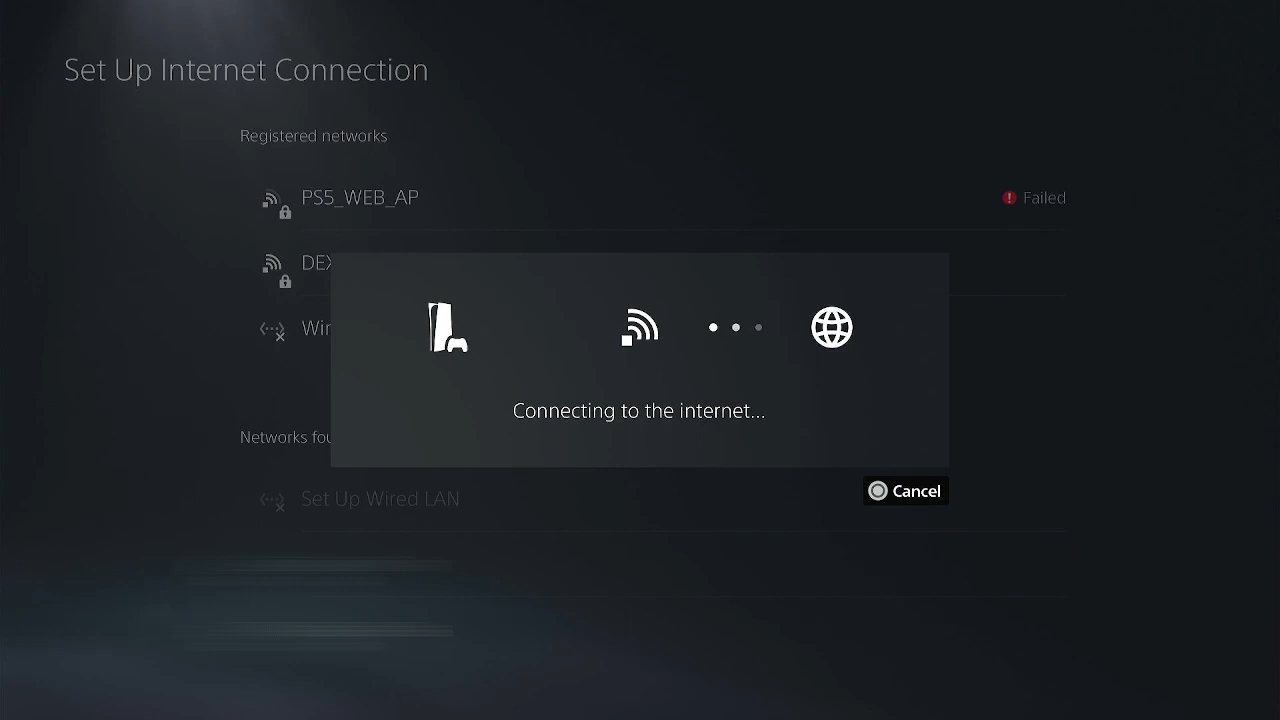 Set Up Internet Connection
Registered networks
PS5_WEB_AP
Failed
DEX
Wir
Connecting to the internet...
Networks fou
Cancel
Set Up Wired LAN